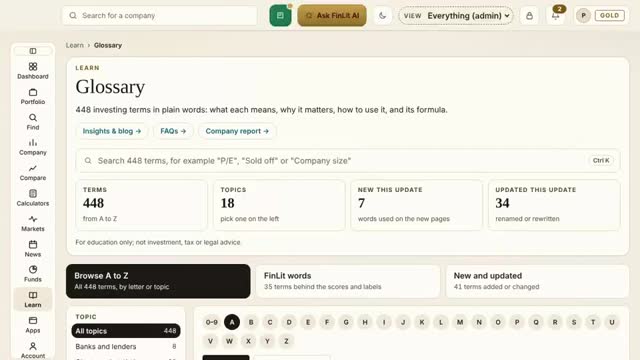 Search for a company
Ask FinLit AI
VIEW Everything (admin)
2
P
GOLD
Dashboard
Portfolio
Find
Company
Compare
Calculators
Markets
News
Funds
Learn
Apps
Account
Learn › Glossary
LEARN
Glossary
448 investing terms in plain words: what each means, why it matters, how to use it, and its formula.
Insights & blog →
FAQs →
Company report →
Search 448 terms, for example "P/E", "Sold off" or "Company size"
Ctrl K
TERMS
448
from A to Z
TOPICS
18
pick one on the left
NEW THIS UPDATE
7
words used on the new pages
UPDATED THIS UPDATE
34
renamed or rewritten
For education only; not investment, tax or legal advice.
Browse A to Z
All 448 terms, by letter or topic
FinLit words
35 terms behind the scores and labels
New and updated
41 terms added or changed
TOPIC
All topics 448
Banks and lenders 8
0–9 A B C D E F G H I J K L M N O P Q R S T U
V W X Y Z